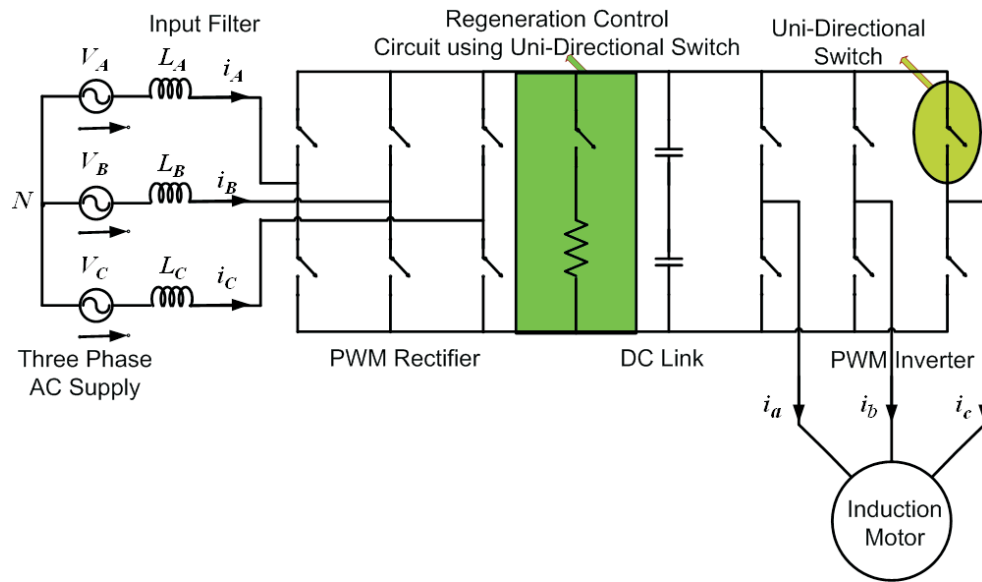 Input Filter
Regeneration Control
Circuit using Uni-Directional Switch
Uni-Directional
Switch
V_A
L_A
i_A
V_B
L_B
i_B
N
V_C
L_C
i_C
Three Phase
AC Supply
PWM Rectifier
DC Link
PWM Inverter
i_a
i_b
i_c
Induction
Motor